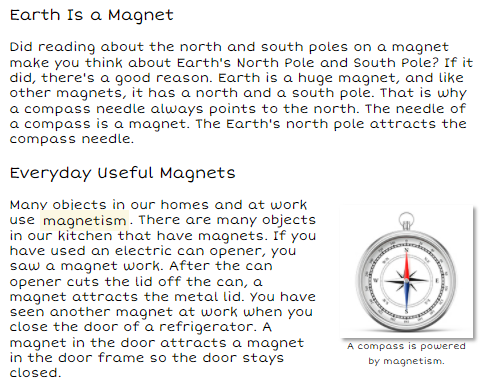 Earth Is a Magnet
Did reading about the north and south poles on a magnet
make you think about Earth's North Pole and South Pole? If it
did, there's a good reason. Earth is a huge magnet, and like
other magnets, it has a north and a south pole. That is why
a compass needle always points to the north. The needle of
a compass is a magnet. The Earth's north pole attracts the
compass needle.
Everyday Useful Magnets
Many objects in our homes and at work
use magnetism. There are many objects
in our kitchen that have magnets. If you
have used an electric can opener, you
saw a magnet work. After the can
opener cuts the lid off the can, a
magnet attracts the metal lid. You have
seen another magnet at work when you
close the door of a refrigerator. A
magnet in the door attracts a magnet
in the door frame so the door stays
closed.
N
W
E
S
A compass is powered
by magnetism.